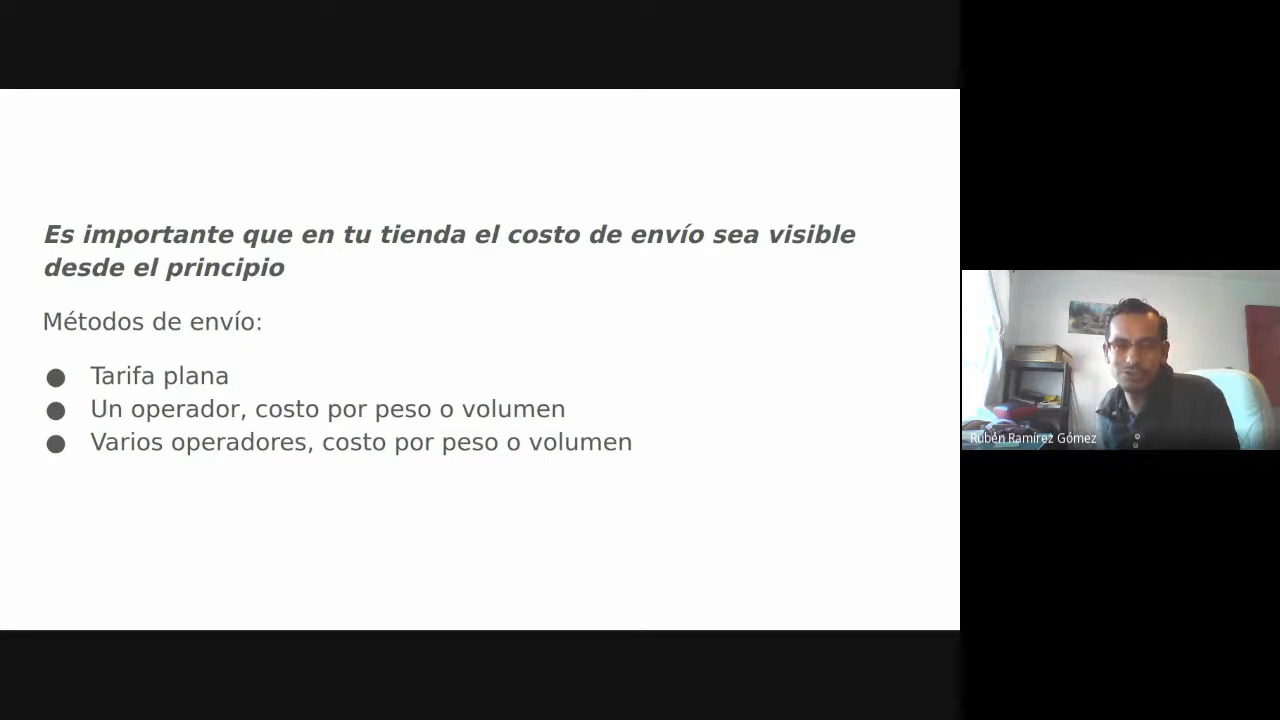 Es importante que en tu tienda el costo de envío sea visible
desde el principio
Métodos de envío:
● Tarifa plana
● Un operador, costo por peso o volumen
● Varios operadores, costo por peso o volumen
Rubén Ramírez Gómez